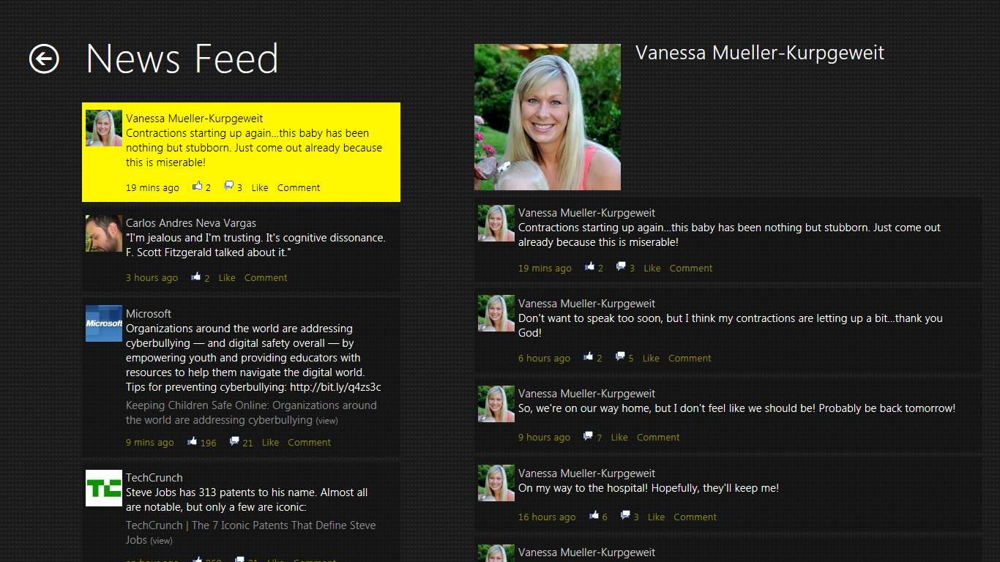 News Feed
Vanessa Mueller-Kurpgeweit
Contractions starting up again...this baby has been
nothing but stubborn. Just come out already because
this is miserable!
19 mins ago 2 3 Like Comment
Carlos Andres Neva Vargas
"I'm jealous and I'm trusting. It's cognitive dissonance.
F. Scott Fitzgerald talked about it."
3 hours ago 2 Like Comment
Microsoft
Microsoft
Organizations around the world are addressing
cyberbullying — and digital safety overall — by
empowering youth and providing educators with
resources to help them navigate the digital world.
Tips for preventing cyberbullying: http://bit.ly/q4zs3c
Keeping Children Safe Online: Organizations around
the world are addressing cyberbullying (view)
9 mins ago 196 21 Like Comment
TC
TechCrunch
Steve Jobs has 313 patents to his name. Almost all
are notable, but only a few are iconic:
TechCrunch | The 7 Iconic Patents That Define Steve
Jobs (view)
an hour ago Like Comment
Vanessa Mueller-Kurpgeweit
Vanessa Mueller-Kurpgeweit
Contractions starting up again...this baby has been nothing but stubborn. Just come out
already because this is miserable!
19 mins ago 2 3 Like Comment
Vanessa Mueller-Kurpgeweit
Don't want to speak too soon, but I think my contractions are letting up a bit...thank you
God!
6 hours ago 2 5 Like Comment
Vanessa Mueller-Kurpgeweit
So, we're on our way home, but I don't feel like we should be! Probably be back tomorrow!
9 hours ago 7 Like Comment
Vanessa Mueller-Kurpgeweit
On my way to the hospital! Hopefully, they'll keep me!
16 hours ago 6 3 Like Comment
Vanessa Mueller-Kurpgeweit